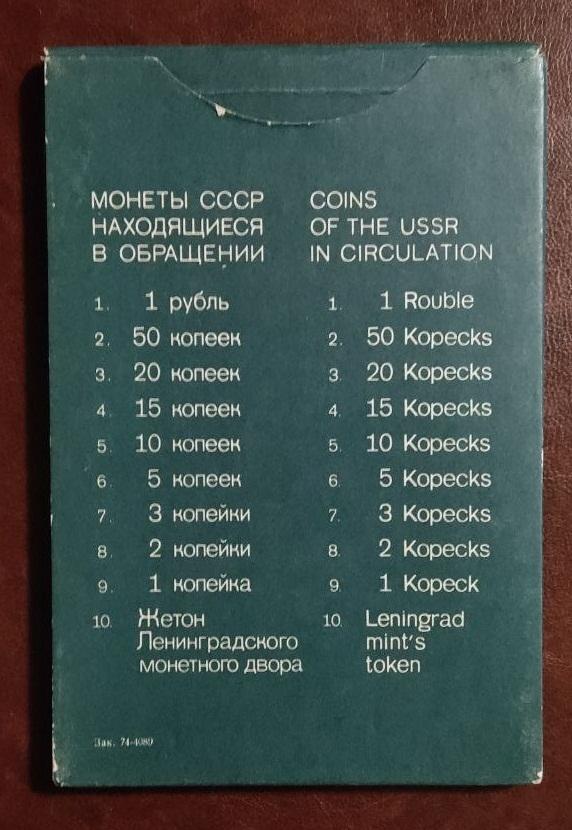 МОНЕТЫ СССР
НАХОДЯЩИЕСЯ
В ОБРАЩЕНИИ
1. 1 рубль
2. 50 копеек
3. 20 копеек
4. 15 копеек
5. 10 копеек
6. 5 копеек
7. 3 копейки
8. 2 копейки
9. 1 копейка
10. Жетон
Ленинградского
монетного двора
COINS
OF THE USSR
IN CIRCULATION
1. 1 Rouble
2. 50 Kopecks
3. 20 Kopecks
4. 15 Kopecks
5. 10 Kopecks
6. 5 Kopecks
7. 3 Kopecks
8. 2 Kopecks
9. 1 Kopeck
10. Leningrad
mint's
token
Зак. 74-4089